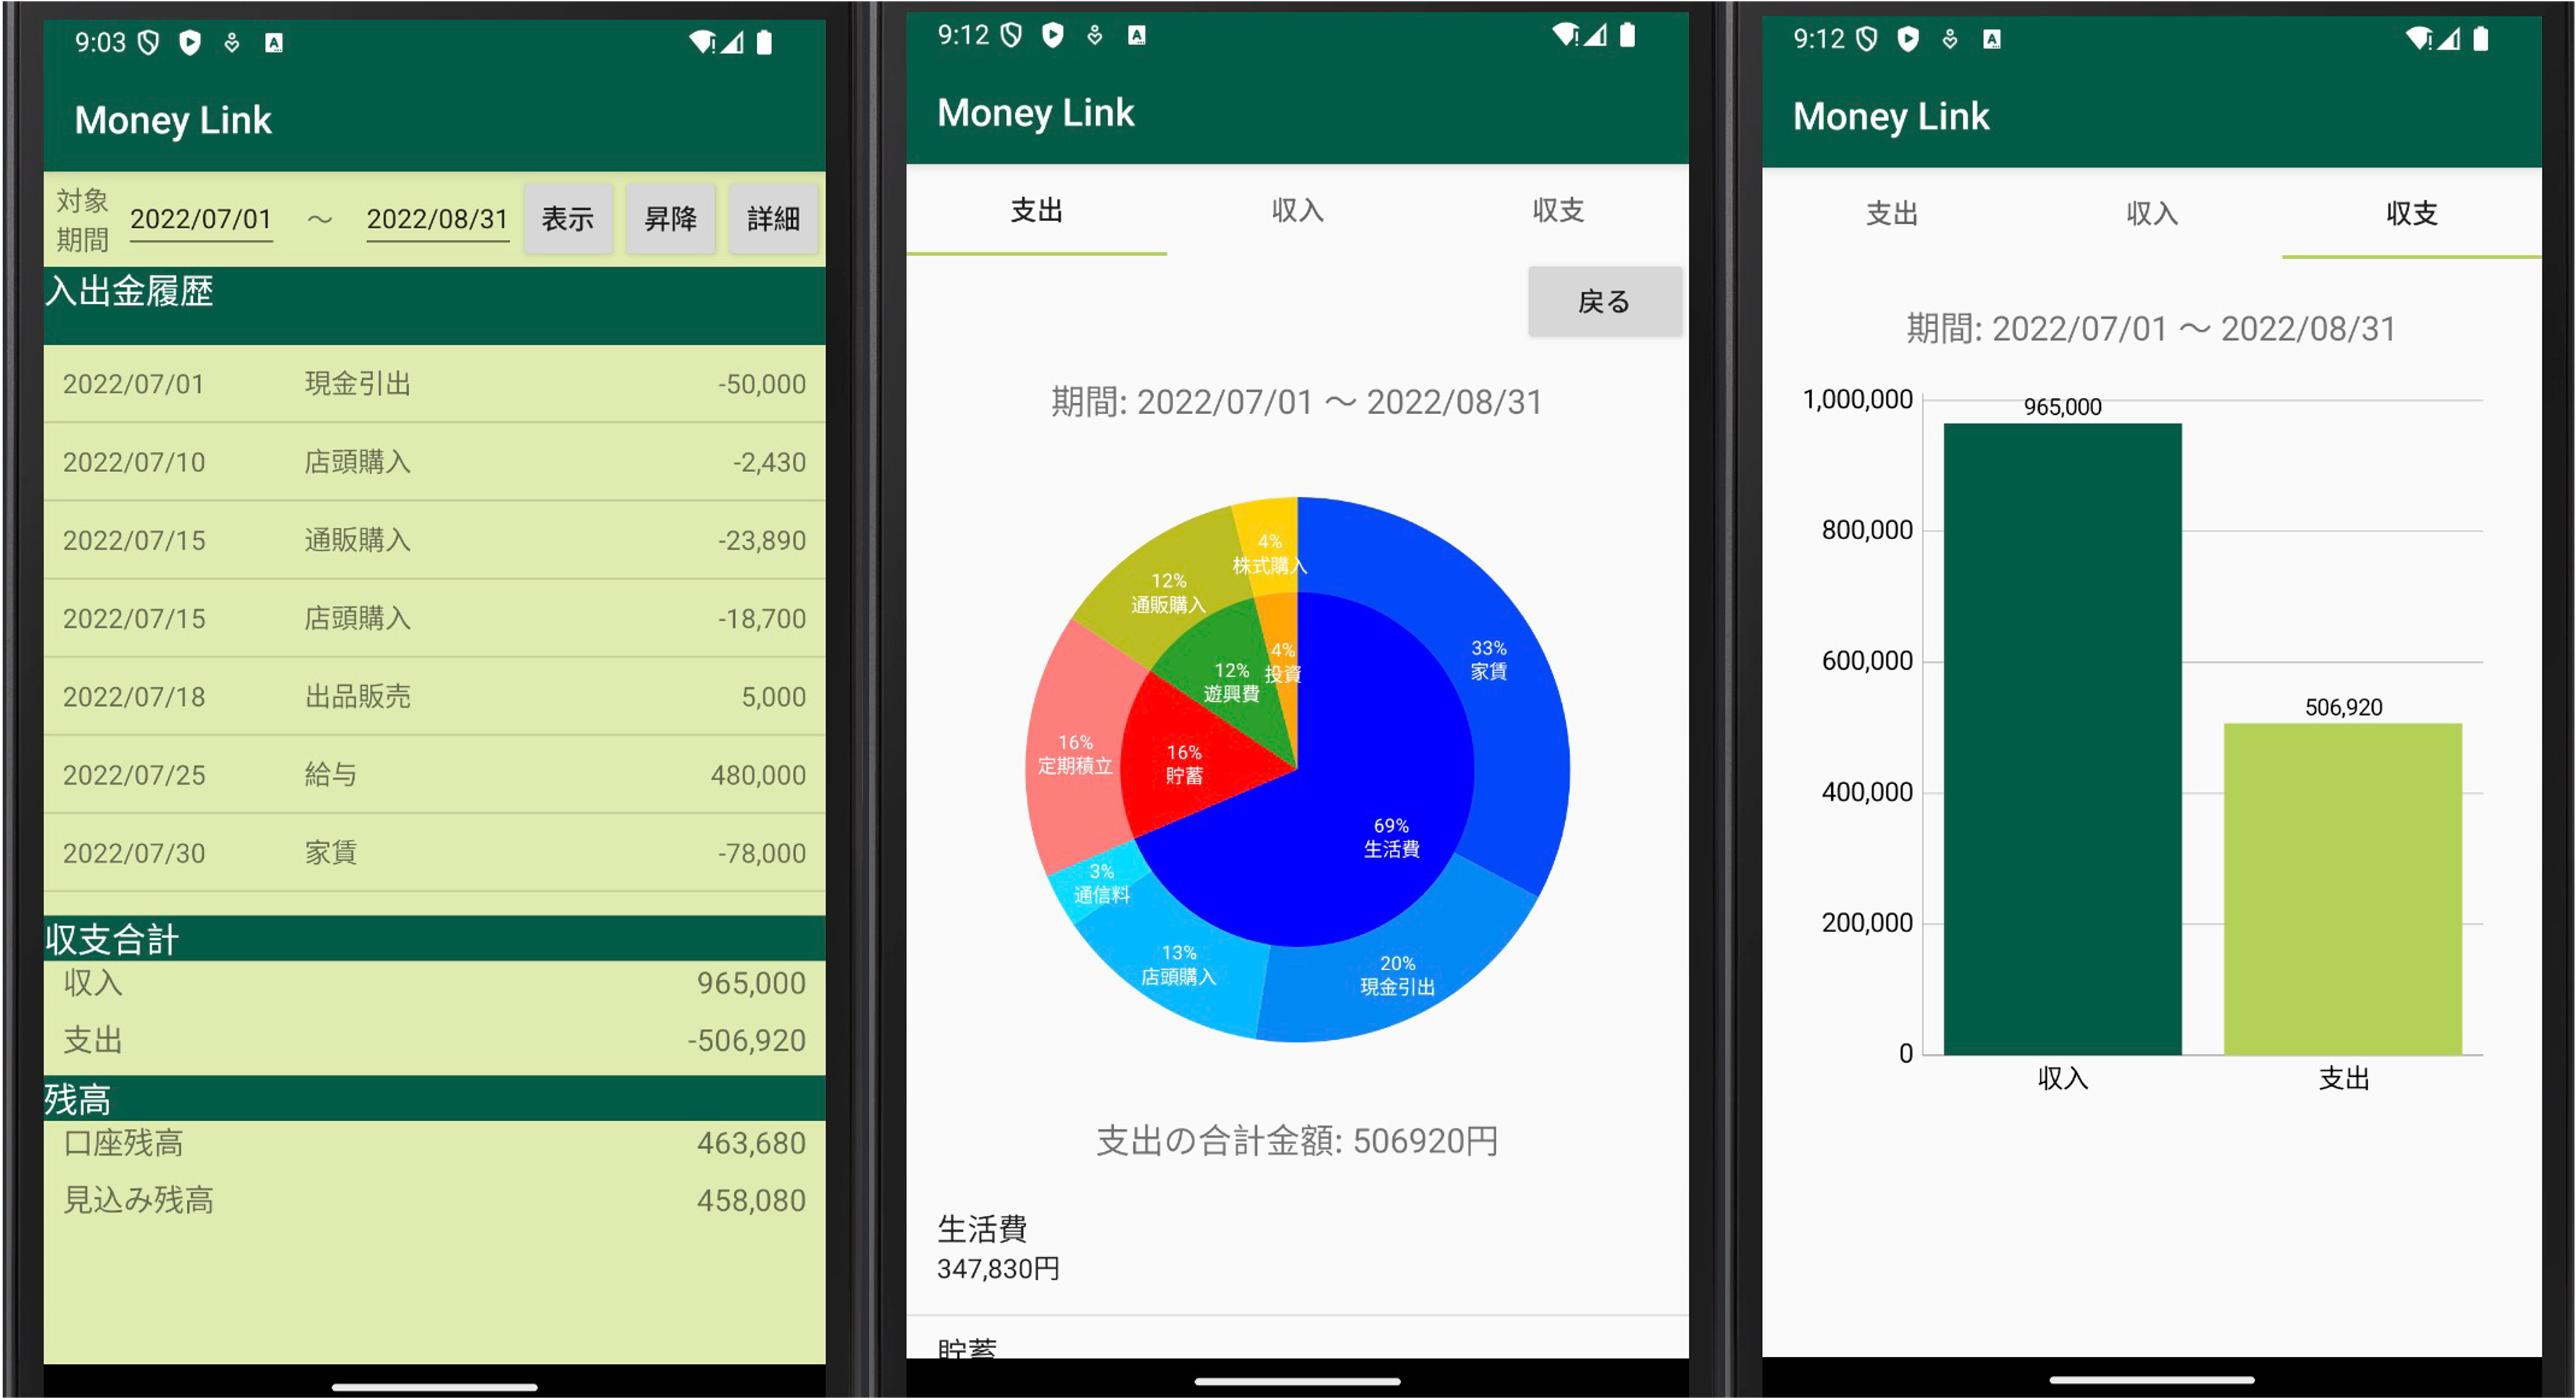 9:03
Money Link
対象期間 2022/07/01 ～ 2022/08/31 表示 昇降 詳細
入出金履歴
2022/07/01 現金引出 -50,000
2022/07/10 店頭購入 -2,430
2022/07/15 通販購入 -23,890
2022/07/15 店頭購入 -18,700
2022/07/18 出品販売 5,000
2022/07/25 給与 480,000
2022/07/30 家賃 -78,000
収支合計
収入 965,000
支出 -506,920
残高
口座残高 463,680
見込み残高 458,080
9:12
Money Link
支出 収入 収支
戻る
期間: 2022/07/01 ～ 2022/08/31
4%
株式購入
12%
通販購入
4%
投資
12%
遊興費
33%
家賃
16%
定期積立
16%
貯蓄
69%
生活費
3%
通信料
13%
店頭購入
20%
現金引出
支出の合計金額: 506920円
生活費
347,830円
貯蓄
9:12
Money Link
支出 収入 収支
期間: 2022/07/01 ～ 2022/08/31
1,000,000
965,000
800,000
600,000
506,920
400,000
200,000
0
収入 支出